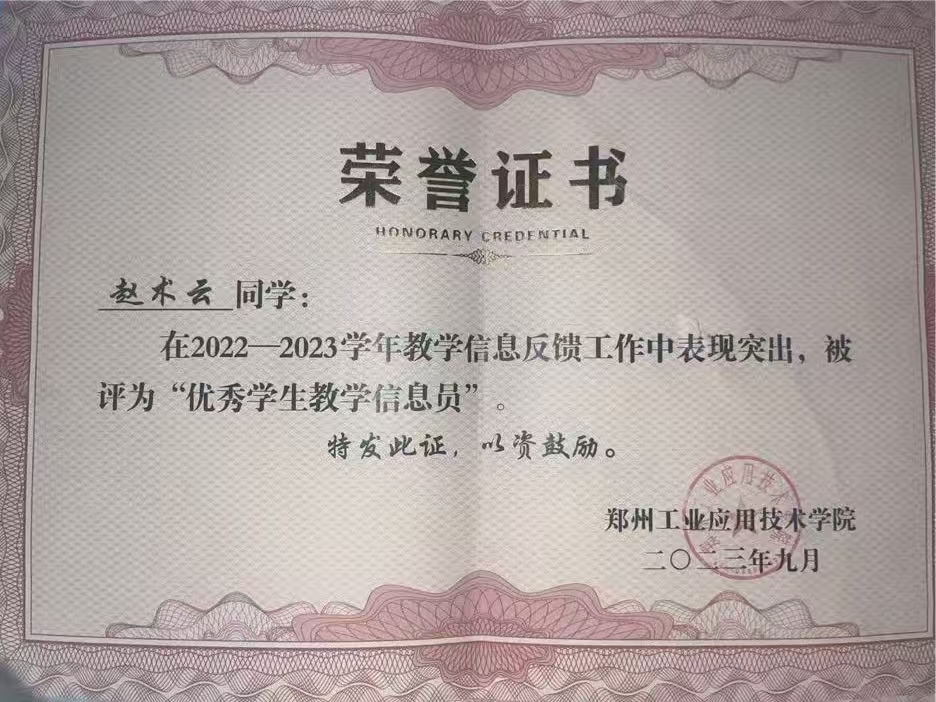 荣誉证书
HONORARY CREDENTIAL
赵术云 同学：
在2022—2023学年教学信息反馈工作中表现突出，被
评为“优秀学生教学信息员”。
特发此证，以资鼓励。
郑州工业应用技术学院
二〇二三年九月